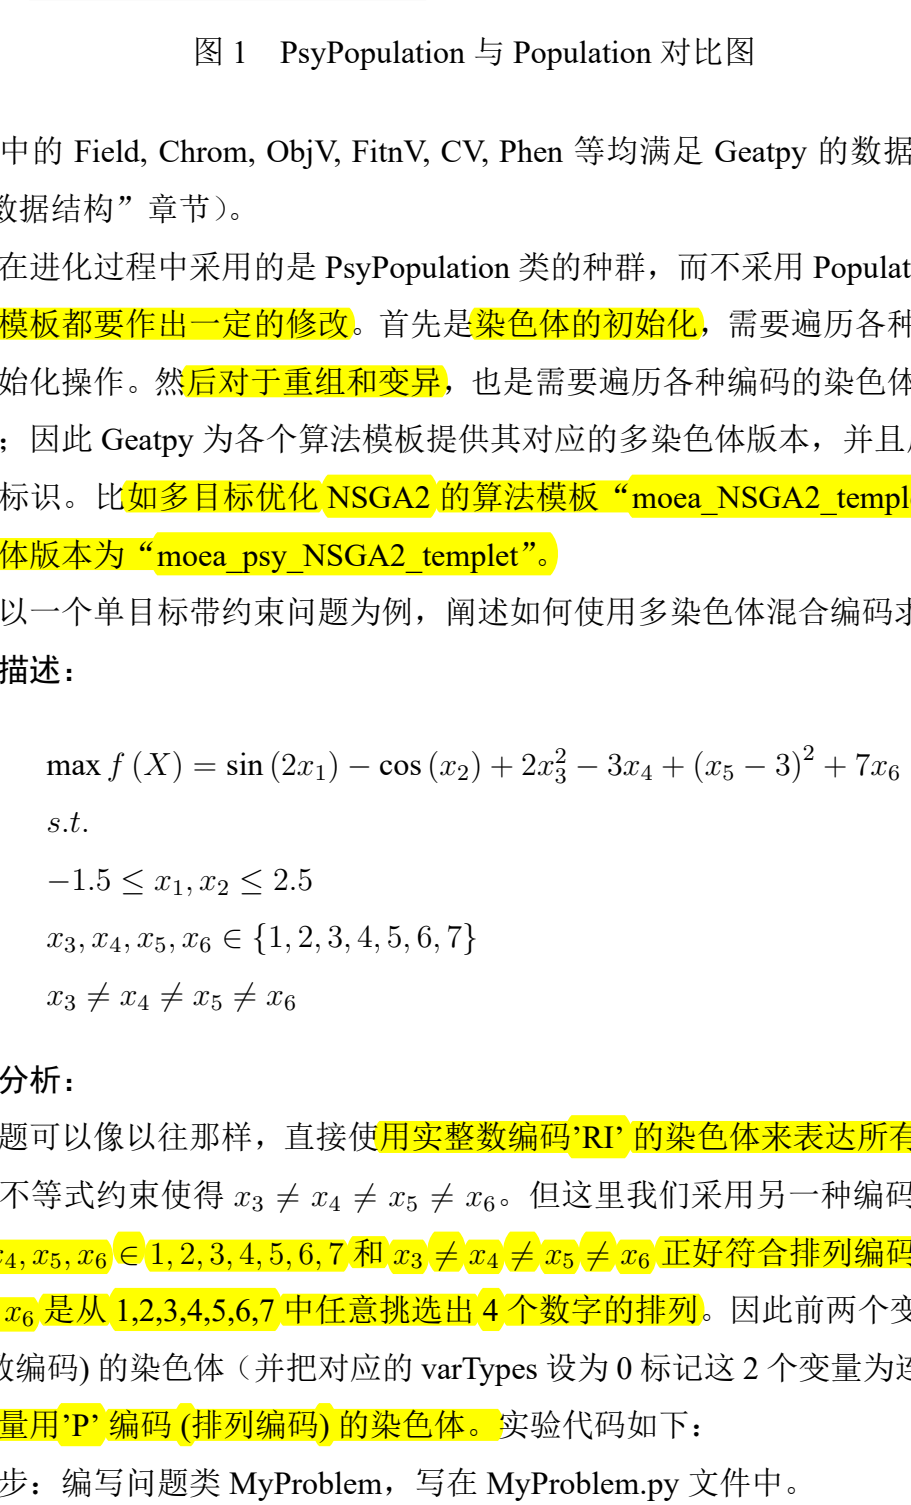 图 1 PsyPopulation 与 Population 对比图
中的 Field, Chrom, ObjV, FitnV, CV, Phen 等均满足 Geatpy 的数据
数据结构”章节)。
在进化过程中采用的是 PsyPopulation 类的种群，而不采用 Populat
模板都要作出一定的修改。首先是染色体的初始化，需要遍历各种
始化操作。然后对于重组和变异，也是需要遍历各种编码的染色体
；因此 Geatpy 为各个算法模板提供其对应的多染色体版本，并且
标识。比如多目标优化 NSGA2 的算法模板“moea_NSGA2_templ
体版本为“moea_psy_NSGA2_templet”。
以一个单目标带约束问题为例，阐述如何使用多染色体混合编码求
描述：
max f (X) = sin (2x₁) − cos (x₂) + 2x₃² − 3x₄ + (x₅ − 3)² + 7x₆
s.t.
−1.5 ≤ x₁, x₂ ≤ 2.5
x₃, x₄, x₅, x₆ ∈ {1, 2, 3, 4, 5, 6, 7}
x₃ ≠ x₄ ≠ x₅ ≠ x₆
分析：
题可以像以往那样，直接使用实整数编码’RI’ 的染色体来表达所有
不等式约束使得 x₃ ≠ x₄ ≠ x₅ ≠ x₆。但这里我们采用另一种编码
x₄, x₅, x₆ ∈ 1, 2, 3, 4, 5, 6, 7 和 x₃ ≠ x₄ ≠ x₅ ≠ x₆ 正好符合排列编码
x₆ 是从 1,2,3,4,5,6,7 中任意挑选出 4 个数字的排列。因此前两个变
数编码) 的染色体（并把对应的 varTypes 设为 0 标记这 2 个变量为连
量用’P’ 编码 (排列编码) 的染色体。实验代码如下：
步：编写问题类 MyProblem，写在 MyProblem.py 文件中。